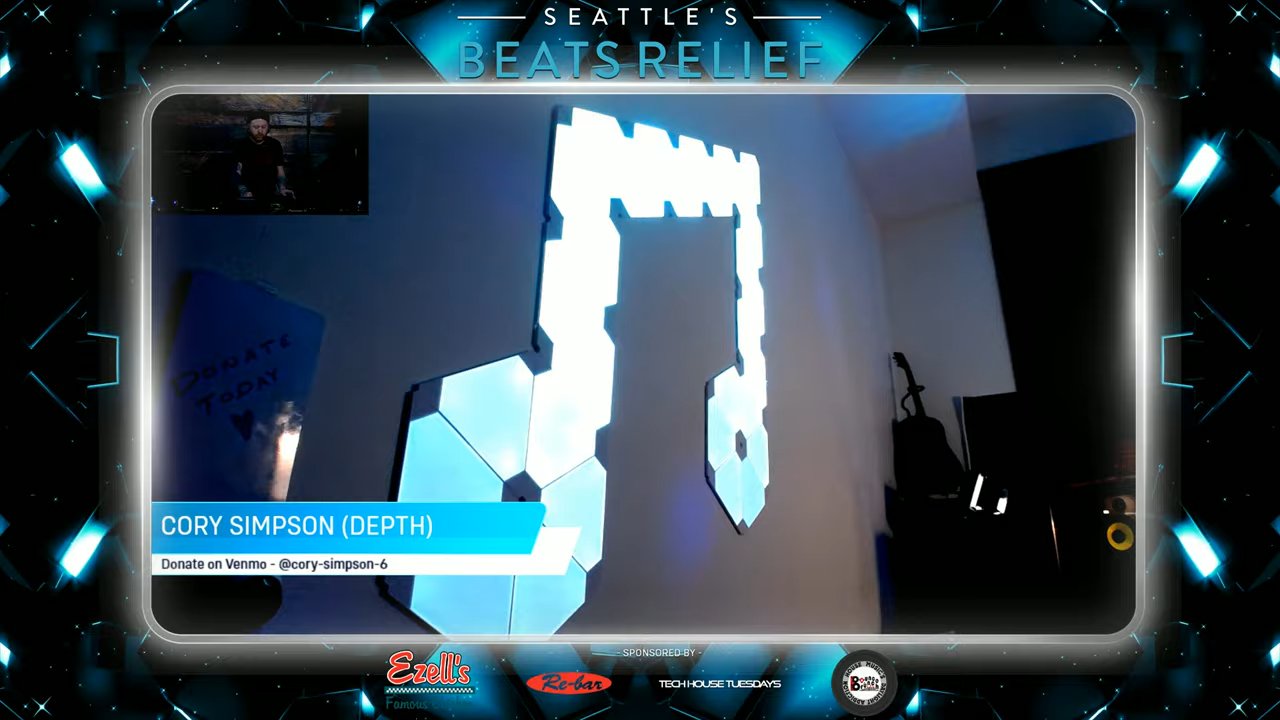 SEATTLE'S
BEATS RELIEF
DONATE
TODAY
CORY SIMPSON (DEPTH)
Donate on Venmo - @cory-simpson-6
- SPONSORED BY -
Ezell's
Famous
Re-bar
TECH HOUSE TUESDAYS